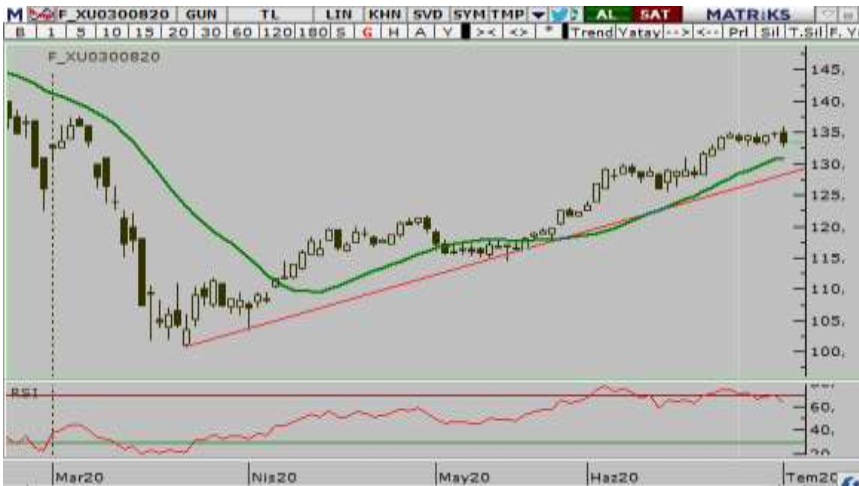 M F_XU0300820 GUN TL LIN KHN SVD SYM TMP AL SAT MATRİKS
B 1 5 10 15 20 30 60 120 180 S G H A Y >< <> * Trend Yatay --> <-- Prl Sil T.Sil F. Y
F_XU0300820
145,
140,
135,
130,
125,
120,
115,
110,
105,
100,
RSI
60,
40,
20
Mar20 Nis20 May20 Haz20 Tem20